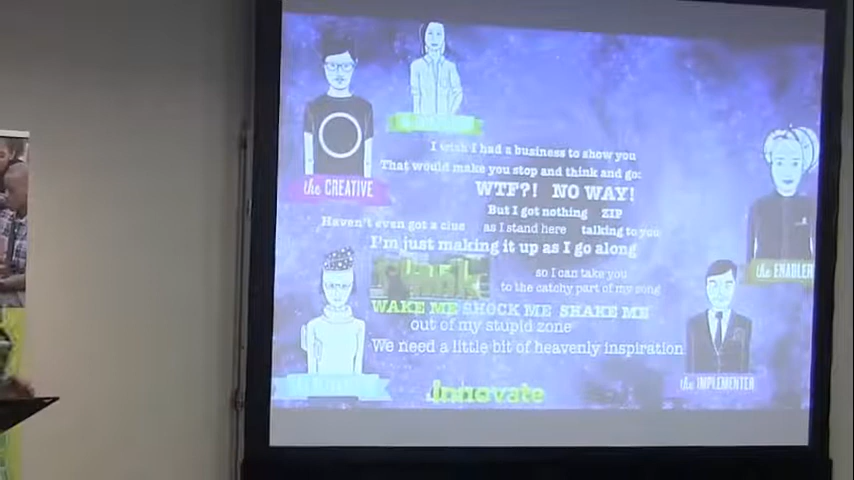 I wish I had a business to show you
That would make you stop and think and go:
WTF?! NO WAY!
But I got nothing ZIP
the CREATIVE
Haven't even got a clue as I stand here talking to you
I'm just making it up as I go along
the ENABLER
so I can take you
to the catchy part of my song
WAKE ME SHOCK ME SHAKE ME
out of my stupid zone
We need a little bit of heavenly inspiration
the IMPLEMENTER
innovate